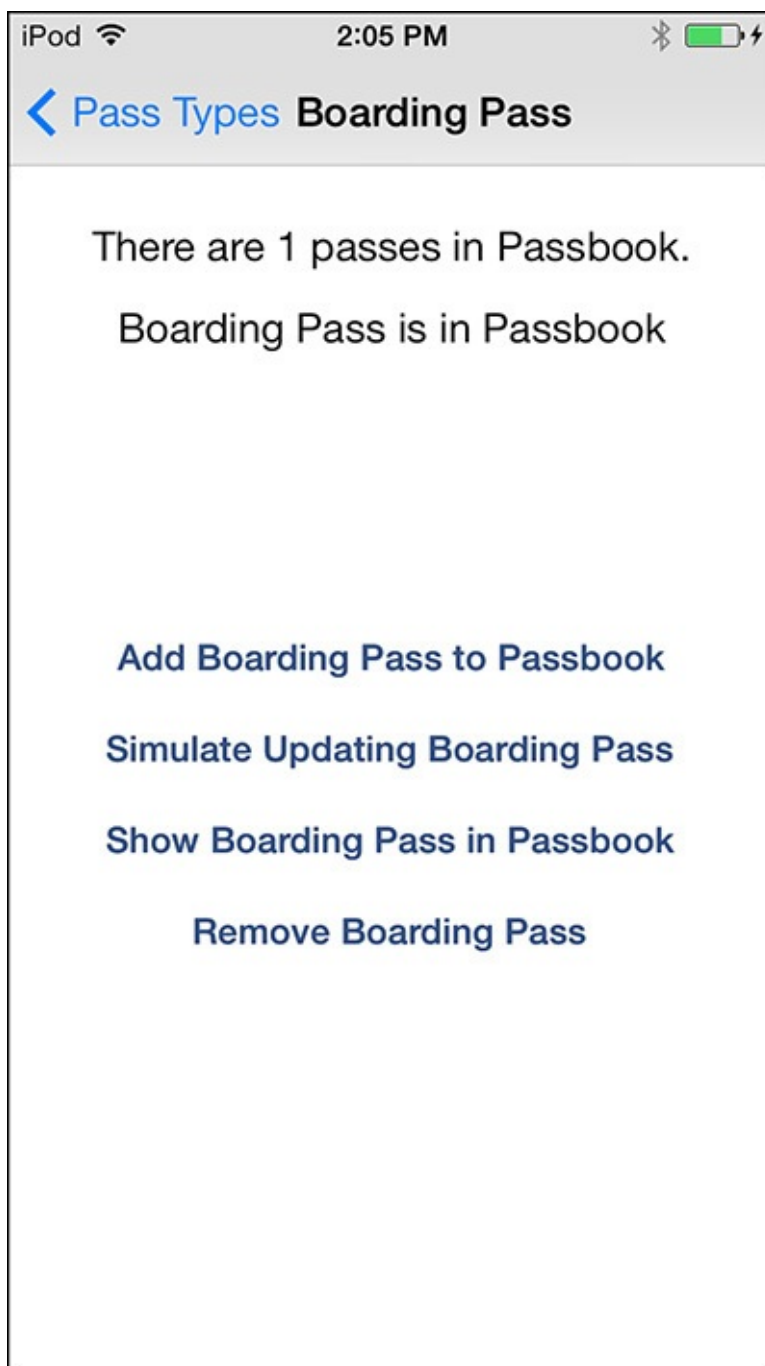 iPod 2:05 PM
Pass Types Boarding Pass
There are 1 passes in Passbook.
Boarding Pass is in Passbook
Add Boarding Pass to Passbook
Simulate Updating Boarding Pass
Show Boarding Pass in Passbook
Remove Boarding Pass